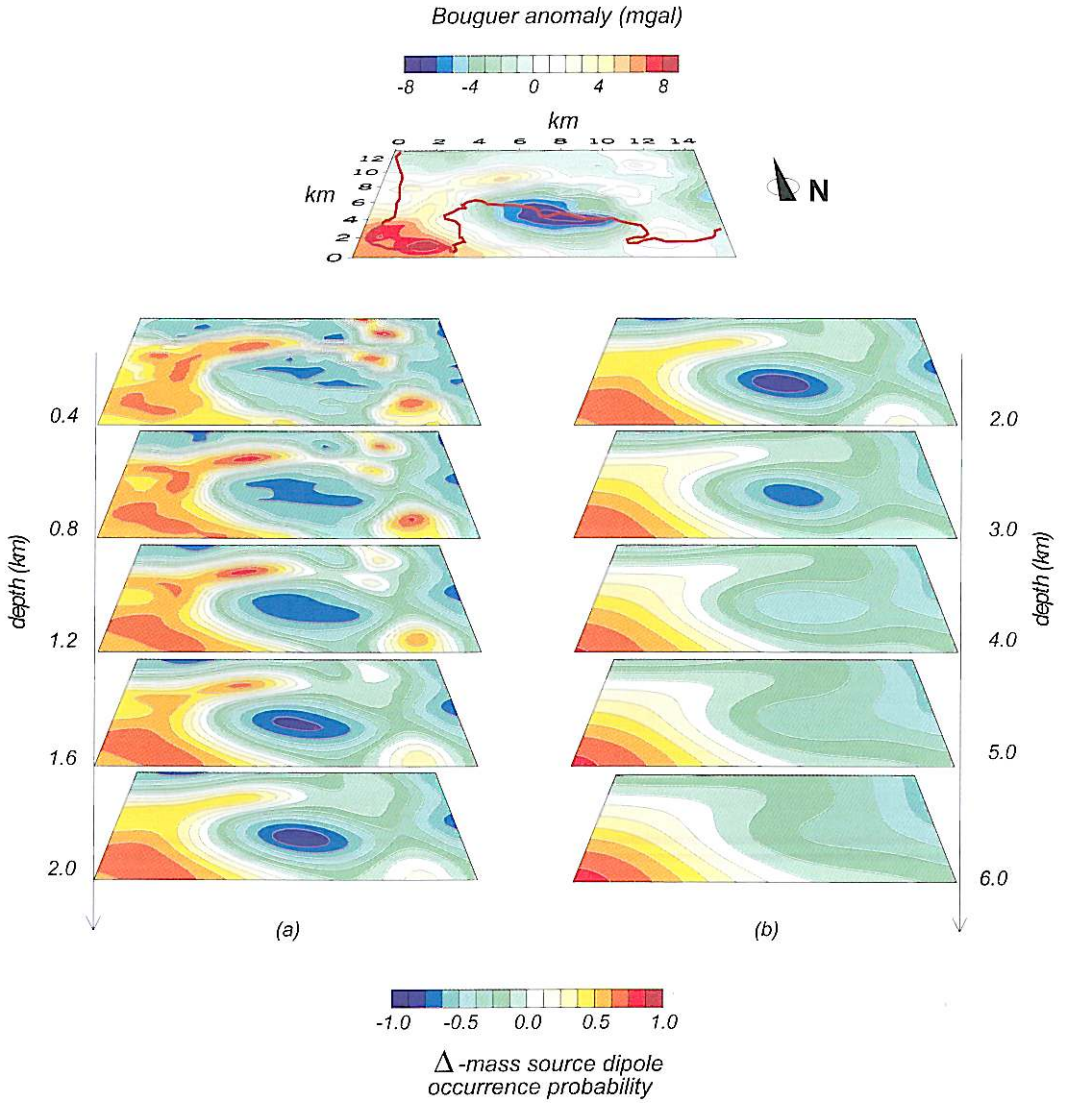 Bouguer anomaly (mgal)
-8 -4 0 4 8
km
0 2 4 6 8 10 12 14
12
10
8
km
6
4
2
0
N
0.4
2.0
0.8
3.0
depth (km)
depth (km)
1.2
4.0
1.6
5.0
2.0
6.0
(a)
(b)
-1.0 -0.5 0.0 0.5 1.0
Δ-mass source dipole
occurrence probability